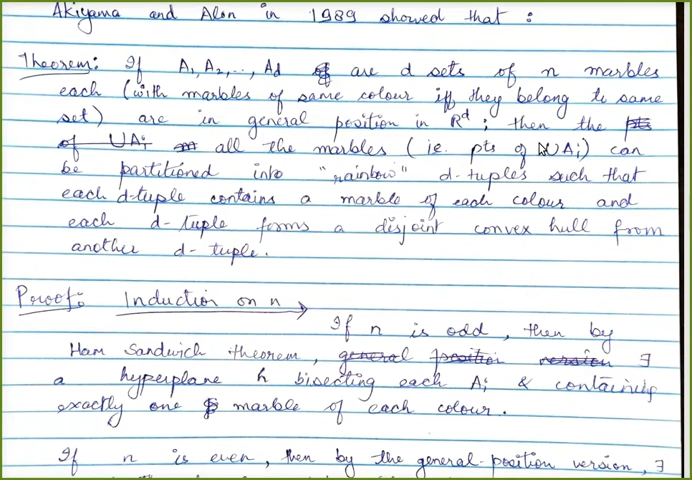 Akiyama and Alon in 1989 showed that :
Theorem: If A1, A2, ..., Ad are d sets of n marbles
each (with marbles of same colour iff they belong to same
set) are in general position in R^d ; then the pts
of UAi all the marbles (ie. pts of UAi) can
be partitioned into "rainbow" d-tuples such that
each d-tuple contains a marble of each colour and
each d-tuple forms a disjoint convex hull from
another d-tuple.
Proof: Induction on n
If n is odd, then by
Ham Sandwich theorem, general position version ∃
a hyperplane h bisecting each Ai & containing
exactly one marble of each colour.
If n is even, then by the general-position version, ∃